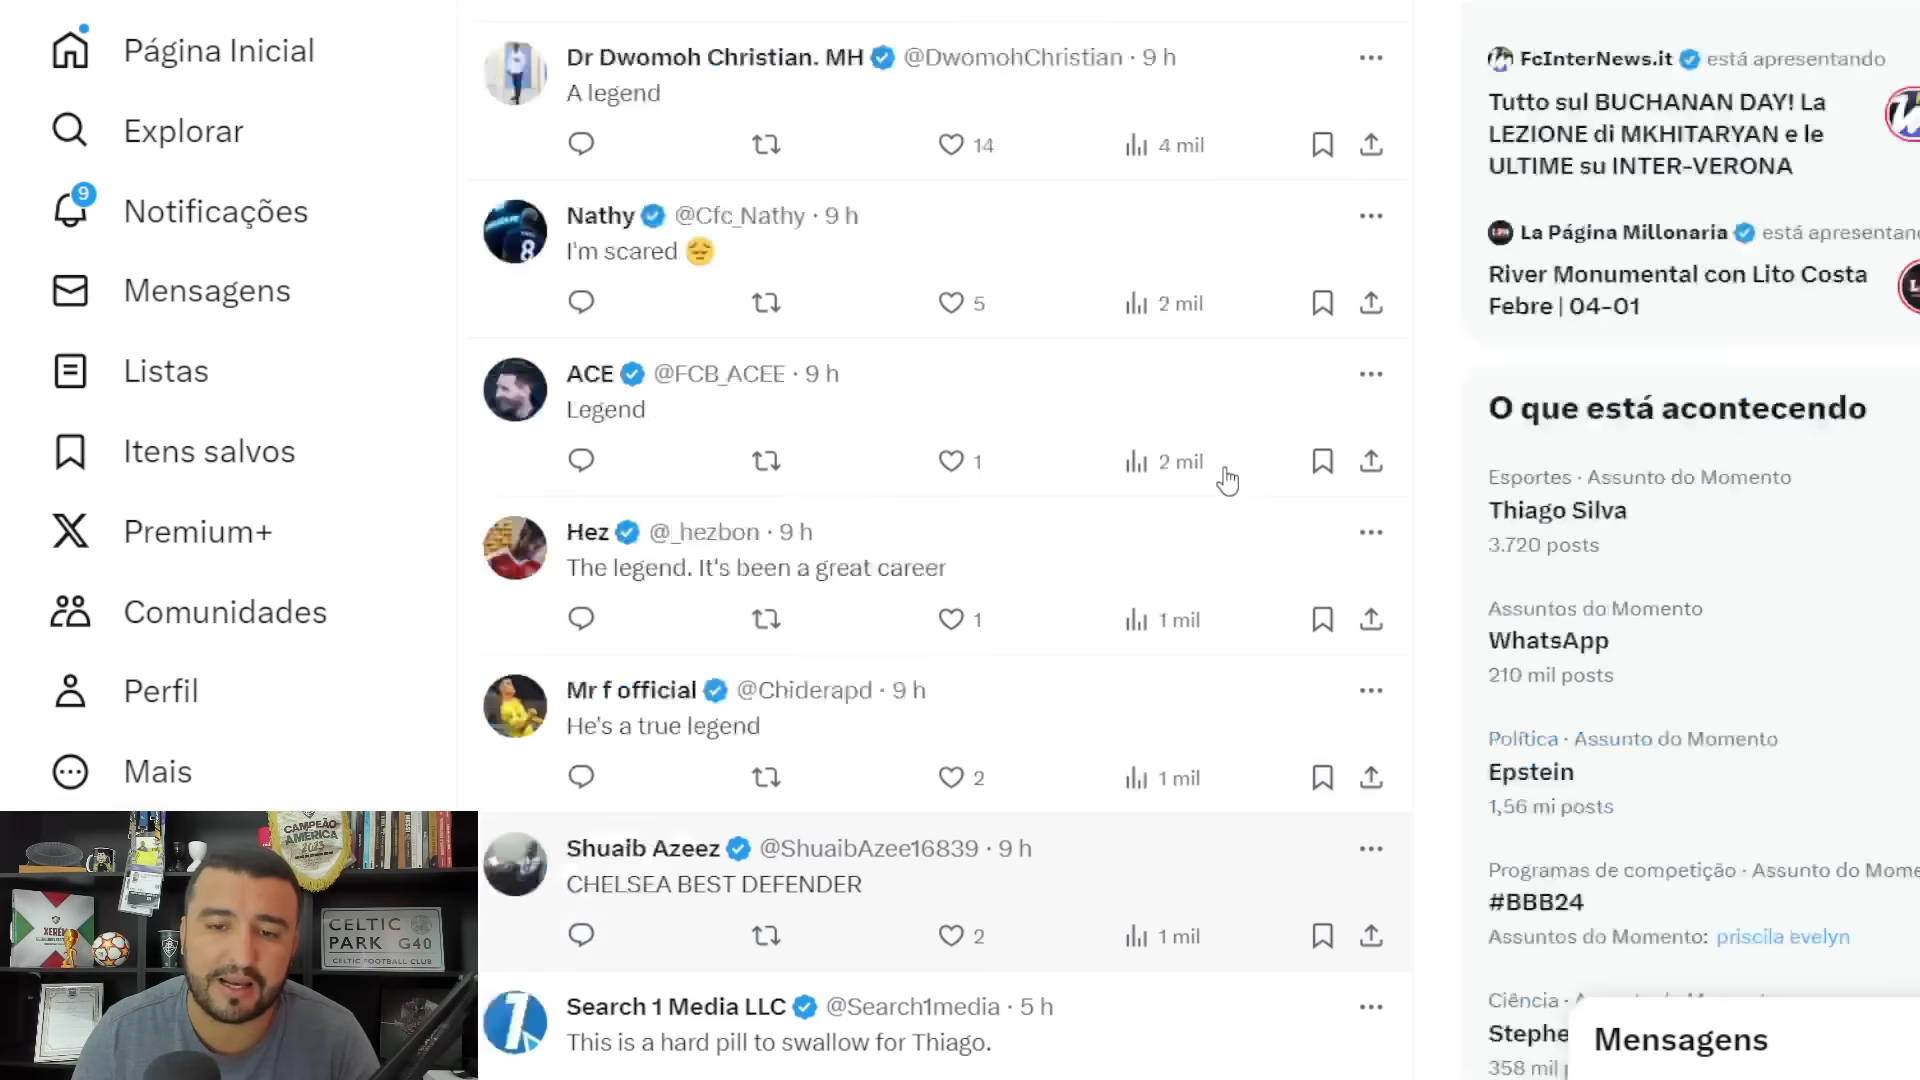 Página Inicial
Explorar
9
Notificações
Mensagens
Listas
Itens salvos
Premium+
Comunidades
Perfil
Mais
Dr Dwomoh Christian. MH @DwomohChristian · 9 h
A legend
14 4 mil
Nathy @Cfc_Nathy · 9 h
I'm scared 😔
5 2 mil
ACE @FCB_ACEE · 9 h
Legend
1 2 mil
Hez @_hezbon · 9 h
The legend. It's been a great career
1 1 mil
Mr f official @Chiderapd · 9 h
He's a true legend
2 1 mil
Shuaib Azeez @ShuaibAzee16839 · 9 h
CHELSEA BEST DEFENDER
2 1 mil
Search 1 Media LLC @Search1media · 5 h
This is a hard pill to swallow for Thiago.
FcInterNews.it está apresentando
Tutto sul BUCHANAN DAY! La
LEZIONE di MKHITARYAN e le
ULTIME su INTER-VERONA
La Página Millonaria está apresentand
River Monumental con Lito Costa
Febre | 04-01
O que está acontecendo
Esportes · Assunto do Momento
Thiago Silva
3.720 posts
Assuntos do Momento
WhatsApp
210 mil posts
Política · Assunto do Momento
Epstein
1,56 mi posts
Programas de competição · Assunto do Mome
#BBB24
Assuntos do Momento: priscila evelyn
Ciência ·
Stephe
358 mil
Mensagens
CAMPEÃO
AMÉRICA
2023
XERÉM
CELTIC
PARK G40
CELTIC FOOTBALL CLUB
8